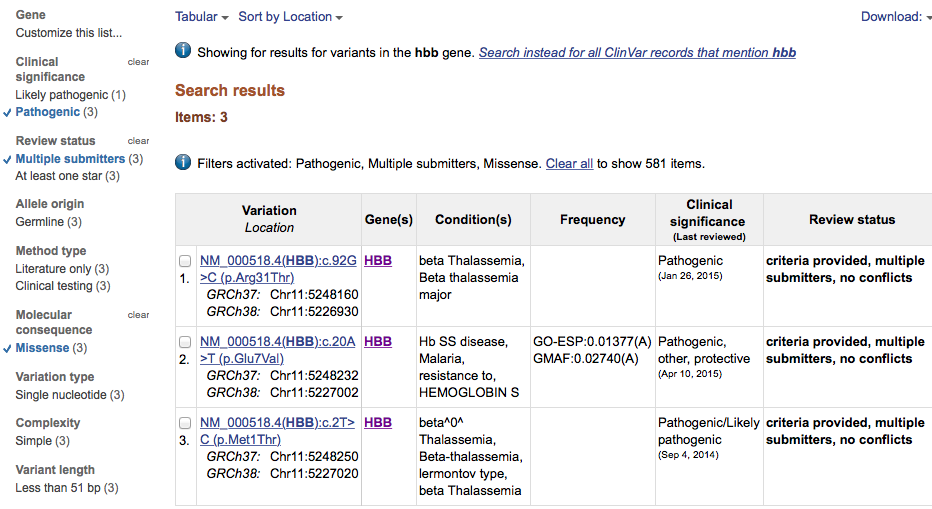 Gene
Customize this list...
Clinical significance clear
Likely pathogenic (1)
Pathogenic (3)
Review status clear
Multiple submitters (3)
At least one star (3)
Allele origin
Germline (3)
Method type
Literature only (3)
Clinical testing (3)
Molecular consequence clear
Missense (3)
Variation type
Single nucleotide (3)
Complexity
Simple (3)
Variant length
Less than 51 bp (3)
Tabular Sort by Location Download:
Showing for results for variants in the hbb gene. Search instead for all ClinVar records that mention hbb
Search results
Items: 3
Filters activated: Pathogenic, Multiple submitters, Missense. Clear all to show 581 items.
Variation
Location
Gene(s)
Condition(s)
Frequency
Clinical
significance
(Last reviewed)
Review status
1.
NM_000518.4(HBB):c.92G
>C (p.Arg31Thr)
GRCh37: Chr11:5248160
GRCh38: Chr11:5226930
HBB
beta Thalassemia,
Beta thalassemia
major
Pathogenic
(Jan 26, 2015)
criteria provided, multiple
submitters, no conflicts
2.
NM_000518.4(HBB):c.20A
>T (p.Glu7Val)
GRCh37: Chr11:5248232
GRCh38: Chr11:5227002
HBB
Hb SS disease,
Malaria,
resistance to,
HEMOGLOBIN S
GO-ESP:0.01377(A)
GMAF:0.02740(A)
Pathogenic,
other, protective
(Apr 10, 2015)
criteria provided, multiple
submitters, no conflicts
3.
NM_000518.4(HBB):c.2T>
C (p.Met1Thr)
GRCh37: Chr11:5248250
GRCh38: Chr11:5227020
HBB
beta^0^
Thalassemia,
Beta-thalassemia,
lermontov type,
beta Thalassemia
Pathogenic/Likely
pathogenic
(Sep 4, 2014)
criteria provided, multiple
submitters, no conflicts